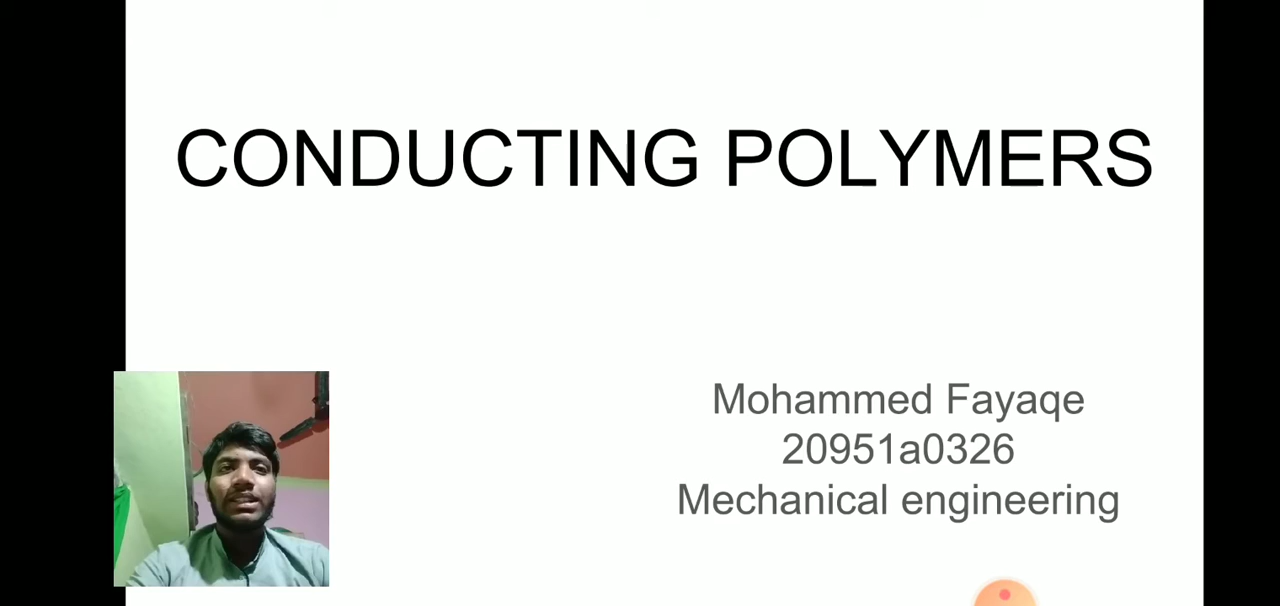 CONDUCTING POLYMERS
Mohammed Fayaqe
20951a0326
Mechanical engineering